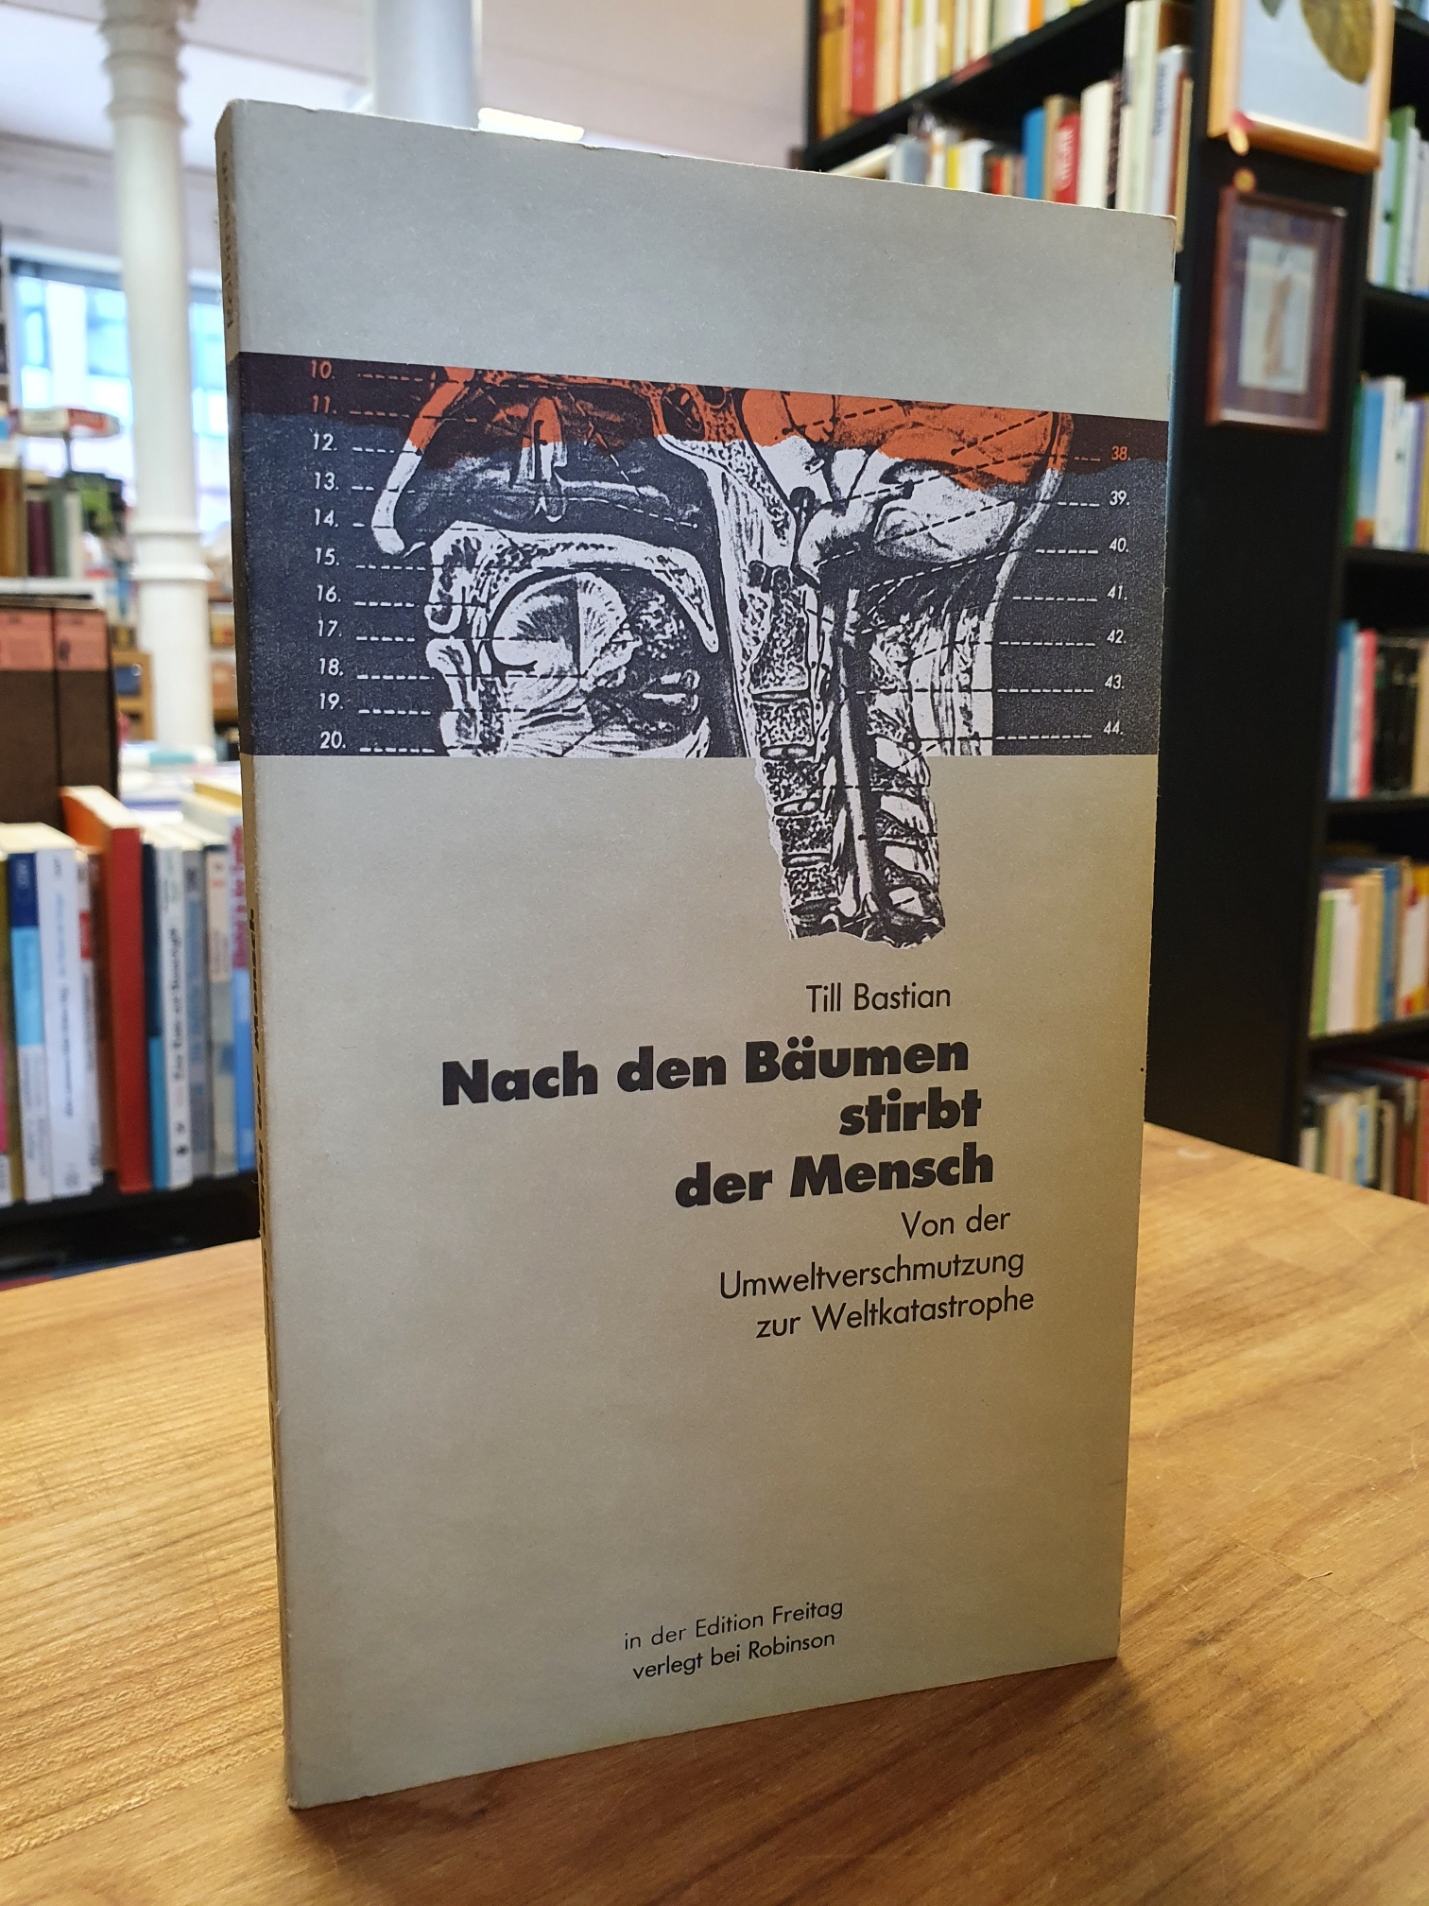 10.
11.
12.
13.
14.
15.
16.
17.
18.
19.
20.
38.
39.
40.
41.
42.
43.
44.
Till Bastian
Nach den Bäumen
stirbt
der Mensch
Von der
Umweltverschmutzung
zur Weltkatastrophe
in der Edition Freitag
verlegt bei Robinson